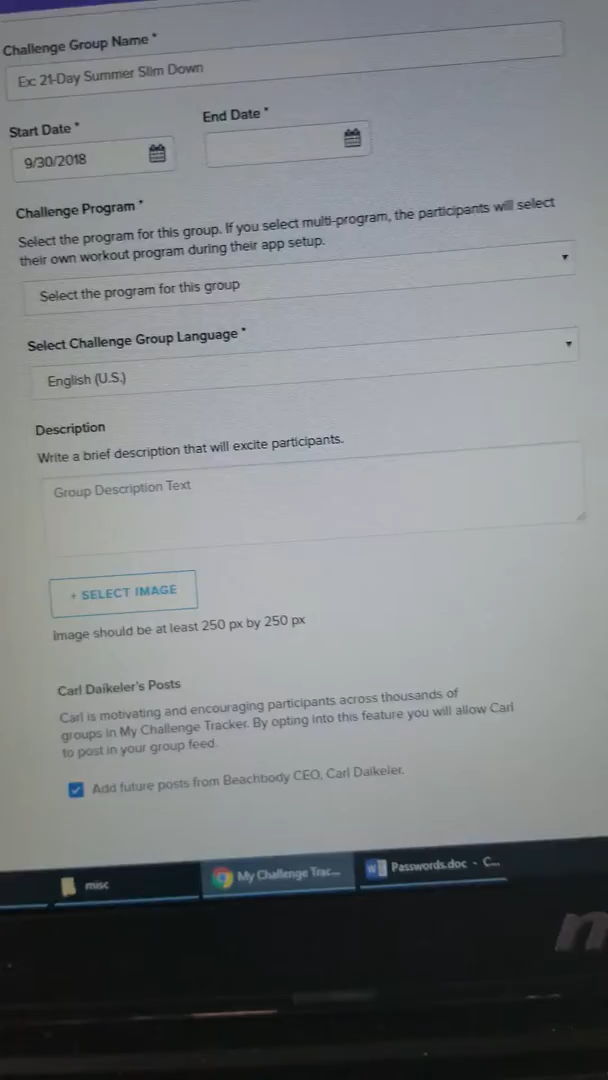 Challenge Group Name *
Ex: 21-Day Summer Slim Down
Start Date *
End Date *
9/30/2018
Challenge Program *
Select the program for this group. If you select multi-program, the participants will select
their own workout program during their app setup.
Select the program for this group
Select Challenge Group Language *
English (U.S.)
Description
Write a brief description that will excite participants.
Group Description Text
+ SELECT IMAGE
Image should be at least 250 px by 250 px
Carl Daikeler's Posts
Carl is motivating and encouraging participants across thousands of
groups in My Challenge Tracker. By opting into this feature you will allow Carl
to post in your group feed.
Add future posts from Beachbody CEO, Carl Daikeler.
misc
My Challenge Trac...
Passwords.doc - C...